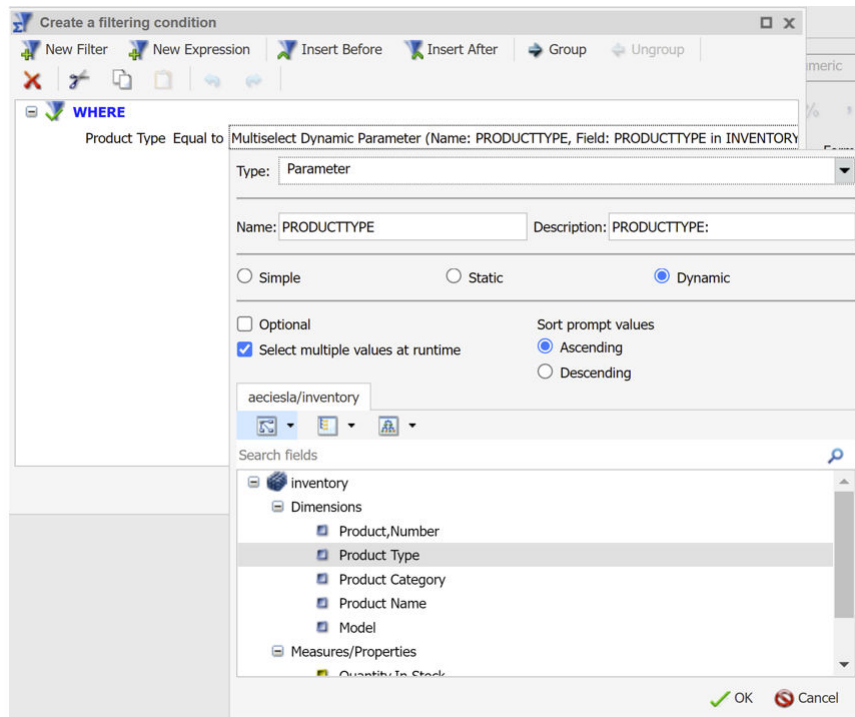 Create a filtering condition
New Filter New Expression Insert Before Insert After Group Ungroup
meric
WHERE
%
Product Type Equal to Multiselect Dynamic Parameter (Name: PRODUCTTYPE, Field: PRODUCTTYPE in INVENTORY
Type: Parameter
Name: PRODUCTTYPE Description: PRODUCTTYPE:
Simple Static Dynamic
Optional Sort prompt values
Select multiple values at runtime Ascending
Descending
aeciesla/inventory
Search fields
inventory
Dimensions
Product,Number
Product Type
Product Category
Product Name
Model
Measures/Properties
Quantity In Stock
OK Cancel